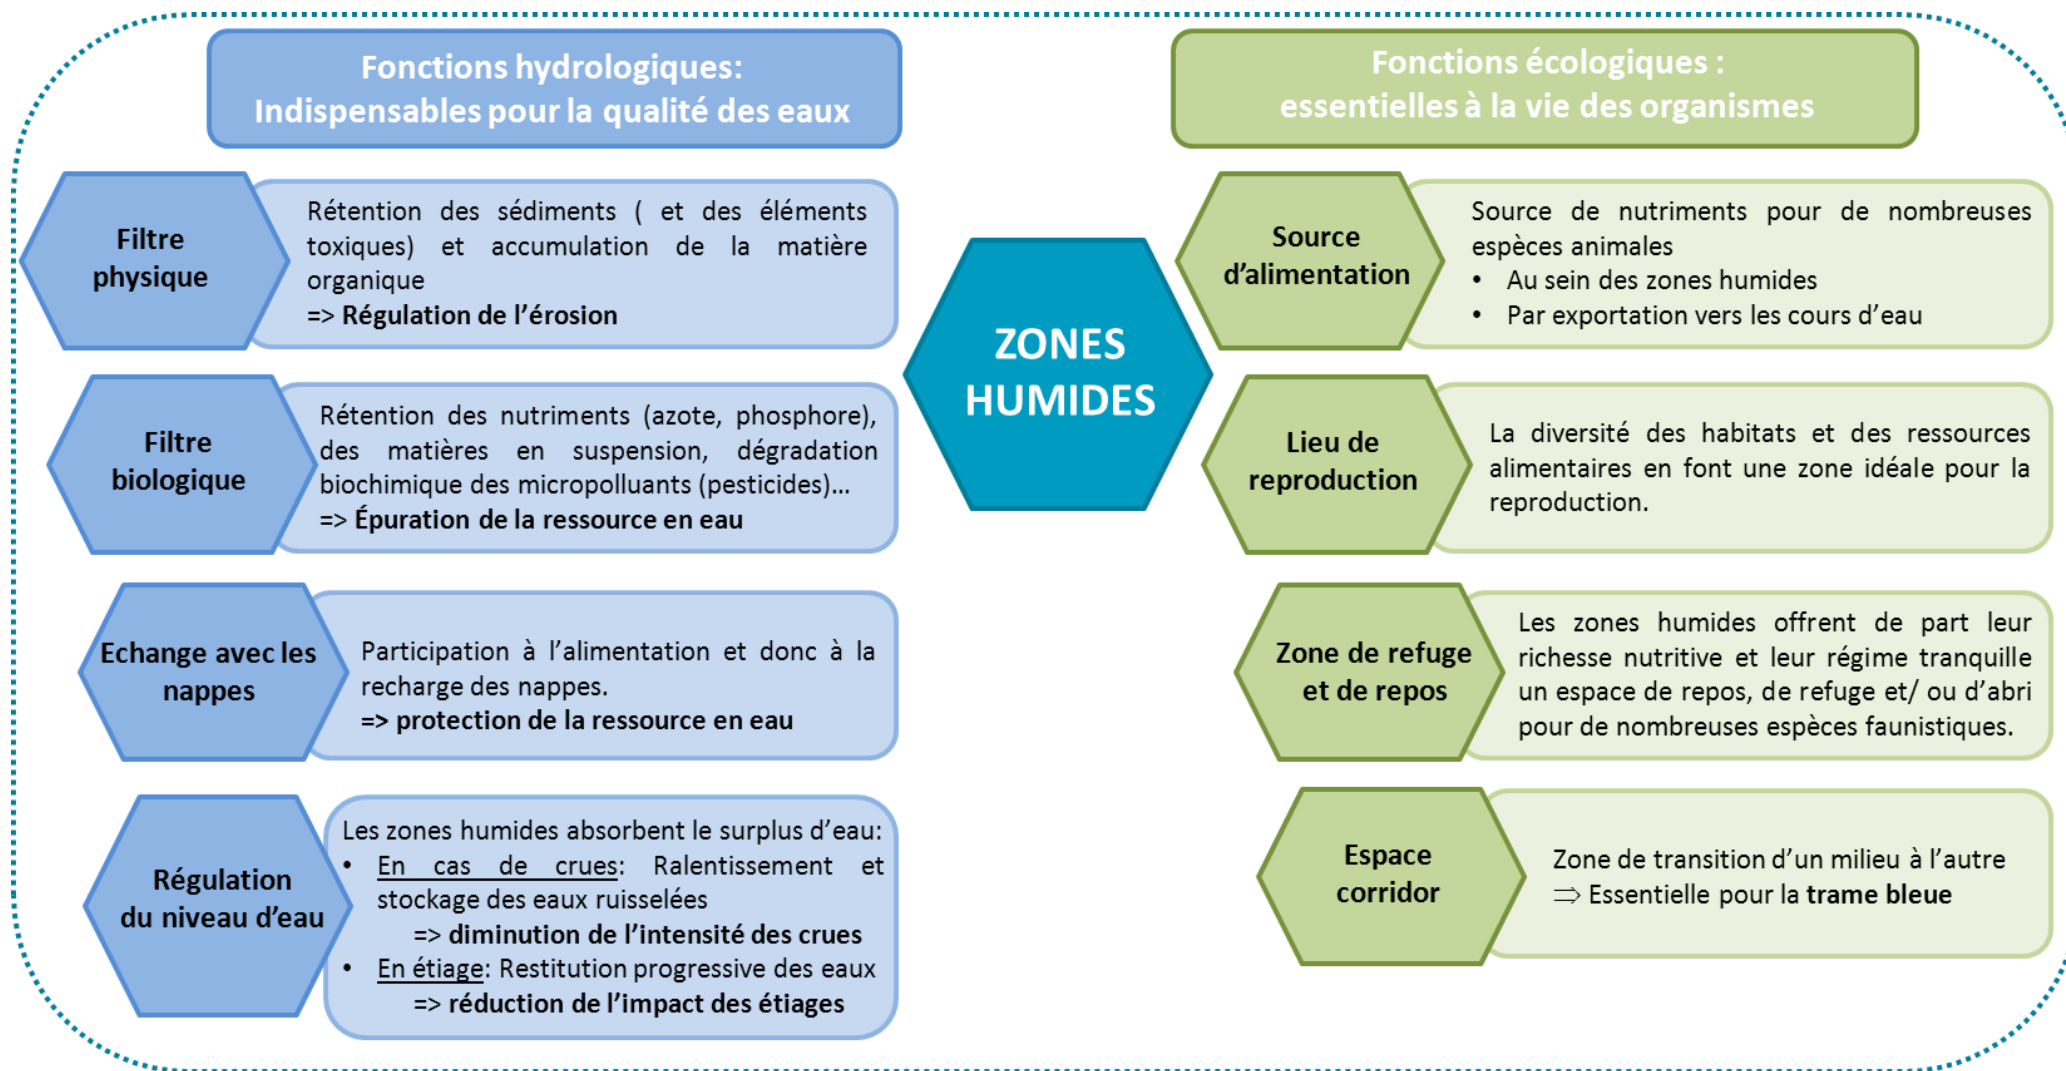 Fonctions hydrologiques:
Indispensables pour la qualité des eaux
Filtre
physique
Rétention des sédiments ( et des éléments
toxiques) et accumulation de la matière
organique
=> Régulation de l’érosion
Filtre
biologique
Rétention des nutriments (azote, phosphore),
des matières en suspension, dégradation
biochimique des micropolluants (pesticides)…
=> Épuration de la ressource en eau
Echange avec les
nappes
Participation à l’alimentation et donc à la
recharge des nappes.
=> protection de la ressource en eau
Régulation
du niveau d’eau
Les zones humides absorbent le surplus d’eau:
• En cas de crues: Ralentissement et
stockage des eaux ruisselées
=> diminution de l’intensité des crues
• En étiage: Restitution progressive des eaux
=> réduction de l’impact des étiages
ZONES
HUMIDES
Fonctions écologiques :
essentielles à la vie des organismes
Source
d’alimentation
Source de nutriments pour de nombreuses
espèces animales
• Au sein des zones humides
• Par exportation vers les cours d’eau
Lieu de
reproduction
La diversité des habitats et des ressources
alimentaires en font une zone idéale pour la
reproduction.
Zone de refuge
et de repos
Les zones humides offrent de part leur
richesse nutritive et leur régime tranquille
un espace de repos, de refuge et/ ou d’abri
pour de nombreuses espèces faunistiques.
Espace
corridor
Zone de transition d’un milieu à l’autre
⇒ Essentielle pour la trame bleue